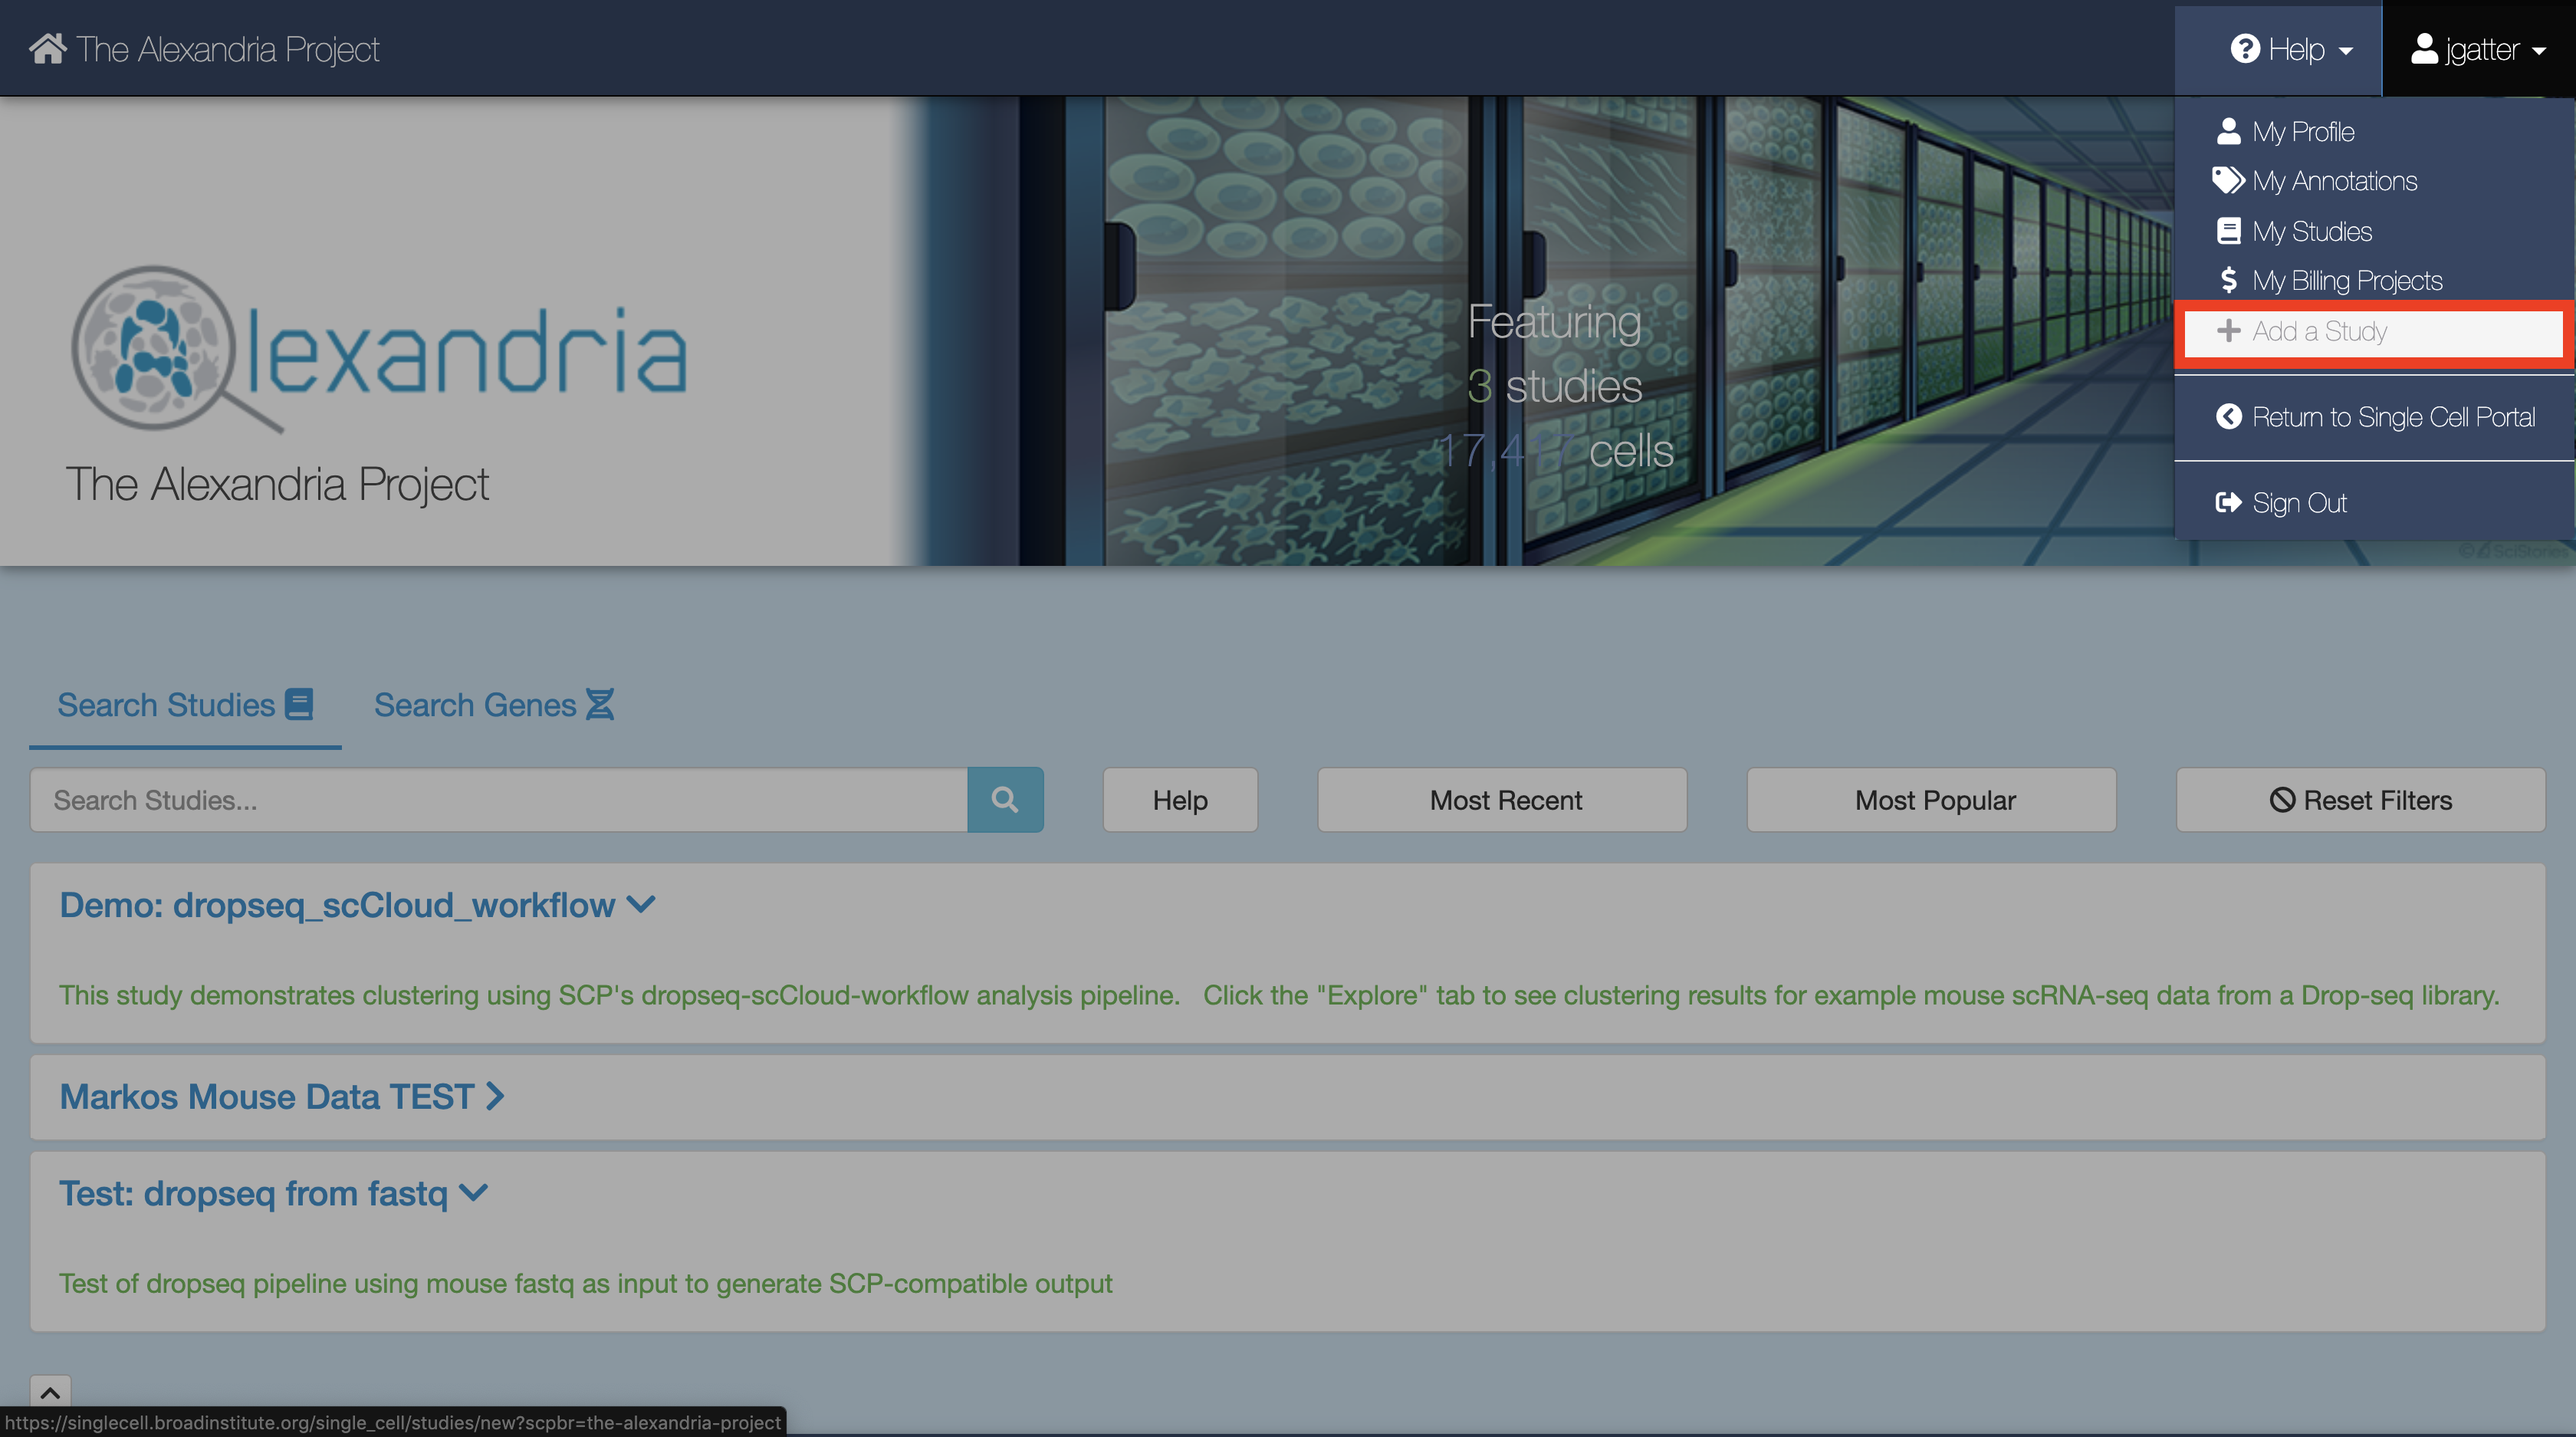 The Alexandria Project
Help
jgatter
My Profile
My Annotations
My Studies
My Billing Projects
Add a Study
Return to Single Cell Portal
Sign Out
lexandria
The Alexandria Project
Featuring
3 studies
17,417 cells
© SciStories
Search Studies
Search Genes
Search Studies...
Help
Most Recent
Most Popular
Reset Filters
Demo: dropseq_scCloud_workflow
This study demonstrates clustering using SCP's dropseq-scCloud-workflow analysis pipeline. Click the "Explore" tab to see clustering results for example mouse scRNA-seq data from a Drop-seq library.
Markos Mouse Data TEST
Test: dropseq from fastq
Test of dropseq pipeline using mouse fastq as input to generate SCP-compatible output
https://singlecell.broadinstitute.org/single_cell/studies/new?scpbr=the-alexandria-project